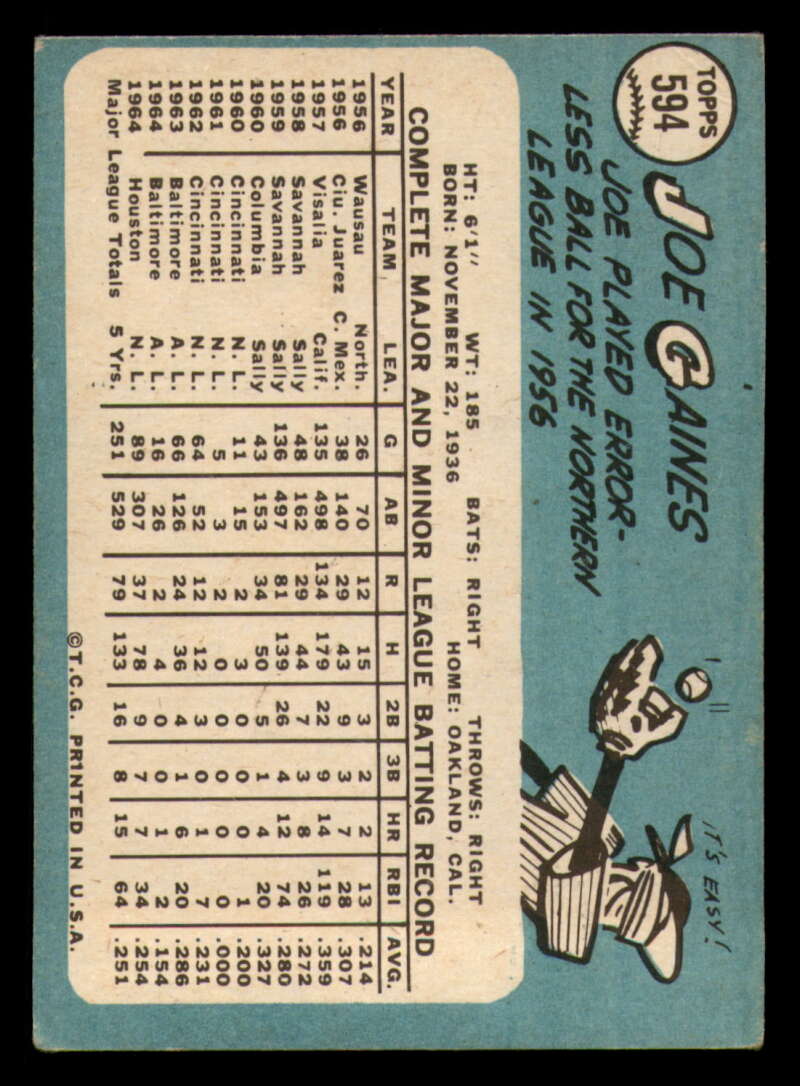 TOPPS
594
JOE GAINES
JOE PLAYED ERROR-
LESS BALL FOR THE NORTHERN
LEAGUE IN 1956
IT'S EASY!
HT: 6'1" WT: 185 BATS: RIGHT THROWS: RIGHT
BORN: NOVEMBER 22, 1936 HOME: OAKLAND, CAL.
COMPLETE MAJOR AND MINOR LEAGUE BATTING RECORD
YEAR TEAM LEA. G AB R H 2B 3B HR RBI AVG.
1956 Wausau North. 26 70 12 15 3 2 2 13 .214
1956 Ciu. Juarez C. Mex. 38 140 29 43 9 3 7 28 .307
1957 Visalia Calif. 135 498 134 179 22 9 14 119 .359
1958 Savannah Sally 48 162 29 44 7 3 8 26 .272
1959 Savannah Sally 136 497 81 139 26 4 12 74 .280
1960 Columbia Sally 43 153 34 50 5 1 4 20 .327
1960 Cincinnati N. L. 11 15 2 3 0 0 0 1 .200
1961 Cincinnati N. L. 5 3 2 0 0 0 0 0 .000
1962 Cincinnati N. L. 64 52 12 12 3 0 1 7 .231
1963 Baltimore A. L. 66 126 24 36 4 1 6 20 .286
1964 Baltimore A. L. 16 26 2 4 0 0 1 2 .154
1964 Houston N. L. 89 307 37 78 9 7 7 34 .254
Major League Totals 5 Yrs. 251 529 79 133 16 8 15 64 .251
©T.C.G. PRINTED IN U.S.A.